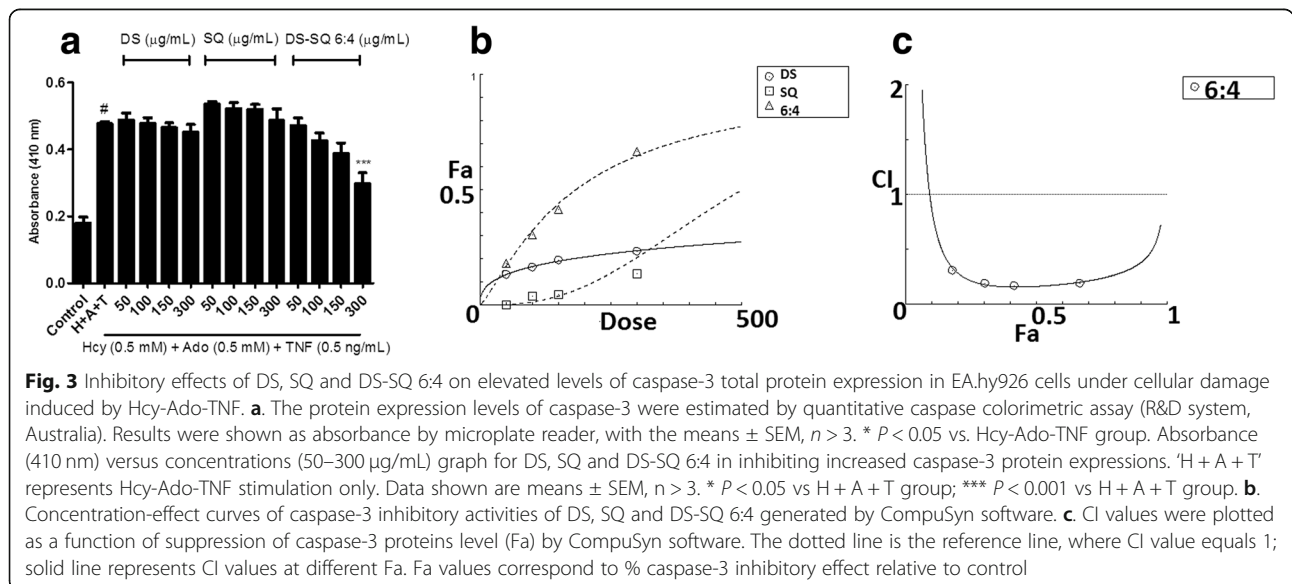 a
DS (μg/mL) SQ (μg/mL) DS-SQ 6:4 (μg/mL)
Absorbance (410 nm)
0.6
0.4
0.2
0.0
#
***
Control H+A+T 50 100 150 300 50 100 150 300 50 100 150 300
Hcy (0.5 mM) + Ado (0.5 mM) + TNF (0.5 ng/mL)
b
1
Fa
0.5
0
Dose
500
DS
SQ
6:4
c
2
CI
1
0
0.5
1
Fa
6:4
Fig. 3 Inhibitory effects of DS, SQ and DS-SQ 6:4 on elevated levels of caspase-3 total protein expression in EA.hy926 cells under cellular damage
induced by Hcy-Ado-TNF. a. The protein expression levels of caspase-3 were estimated by quantitative caspase colorimetric assay (R&D system,
Australia). Results were shown as absorbance by microplate reader, with the means ± SEM, n > 3. * P < 0.05 vs. Hcy-Ado-TNF group. Absorbance
(410 nm) versus concentrations (50–300 μg/mL) graph for DS, SQ and DS-SQ 6:4 in inhibiting increased caspase-3 protein expressions. ‘H + A + T’
represents Hcy-Ado-TNF stimulation only. Data shown are means ± SEM, n > 3. * P < 0.05 vs H + A + T group; *** P < 0.001 vs H + A + T group. b.
Concentration-effect curves of caspase-3 inhibitory activities of DS, SQ and DS-SQ 6:4 generated by CompuSyn software. c. CI values were plotted
as a function of suppression of caspase-3 proteins level (Fa) by CompuSyn software. The dotted line is the reference line, where CI value equals 1;
solid line represents CI values at different Fa. Fa values correspond to % caspase-3 inhibitory effect relative to control